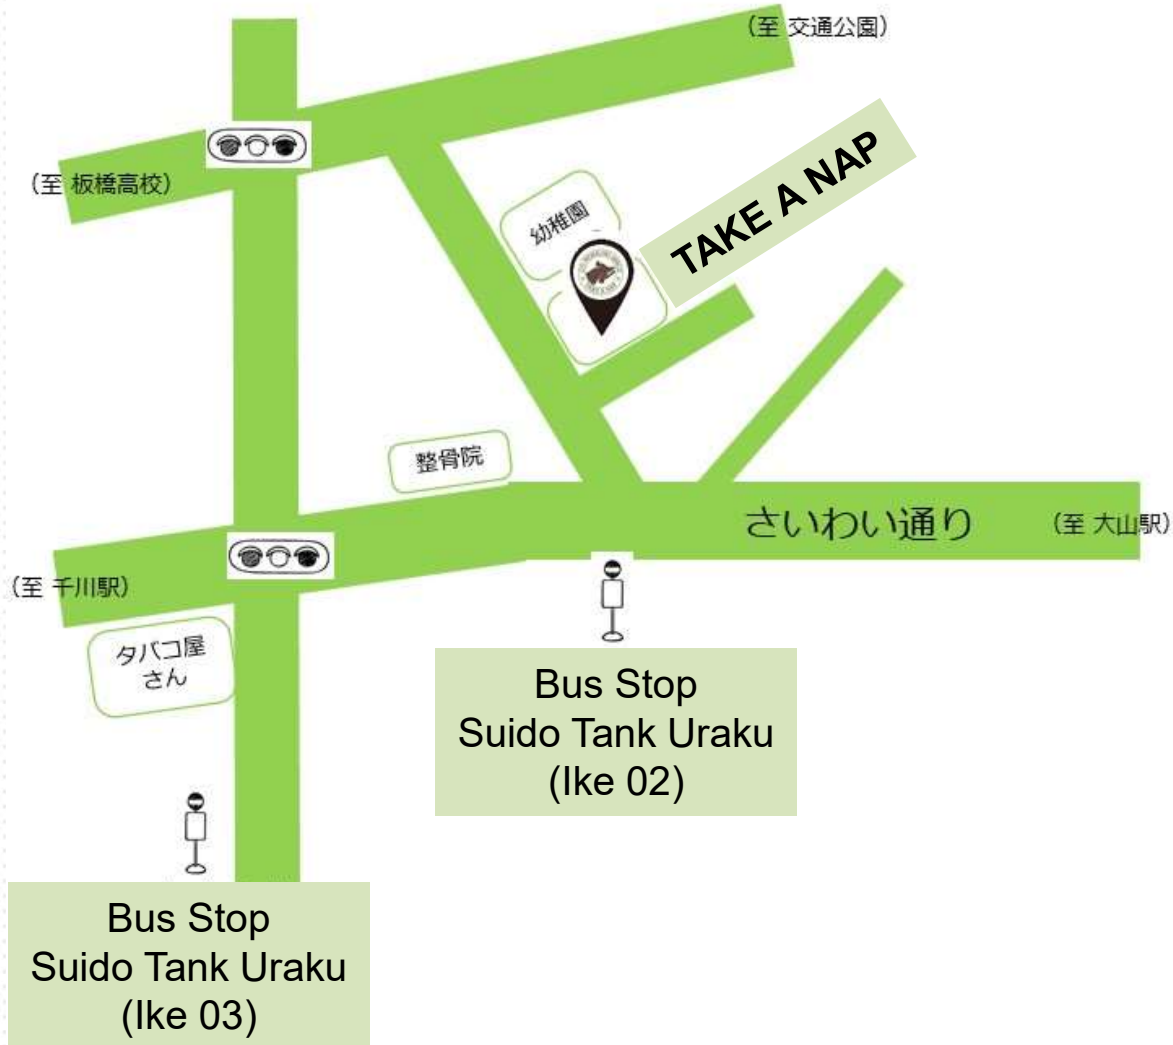 （至 交通公園）
（至 板橋高校）
幼稚園
TAKE A NAP
整骨院
さいわい通り
（至 大山駅）
（至 千川駅）
タバコ屋
さん
Bus Stop
Suido Tank Uraku
(Ike 02)
Bus Stop
Suido Tank Uraku
(Ike 03)